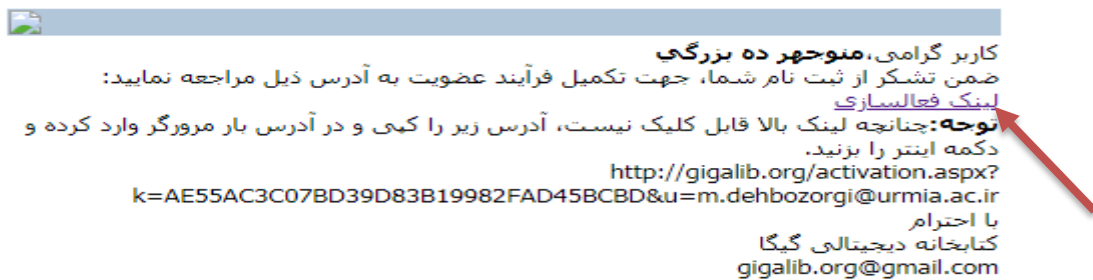 کاربر گرامی،منوچهر ده بزرگي
ضمن تشکر از ثبت نام شما، جهت تکمیل فرآیند عضویت به آدرس ذیل مراجعه نمایید:
لینک فعالسازی
توجه:چنانچه لینک بالا قابل کلیک نیست، آدرس زیر را کپی و در آدرس بار مرورگر وارد کرده و
دکمه اینتر را بزنید.
http://gigalib.org/activation.aspx?
k=AE55AC3C07BD39D83B19982FAD45BCBD&u=m.dehbozorgi@urmia.ac.ir
با احترام
کتابخانه دیجیتالی گیگا
gigalib.org@gmail.com